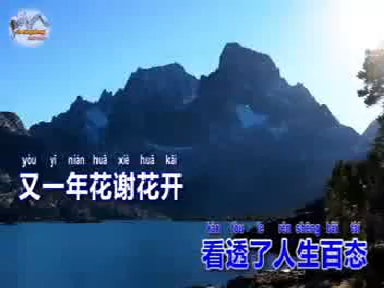 yòu yì nián huā xiè huā kāi
又一年花谢花开
kàn tòu le rén shēng bǎi tài
看透了人生百态